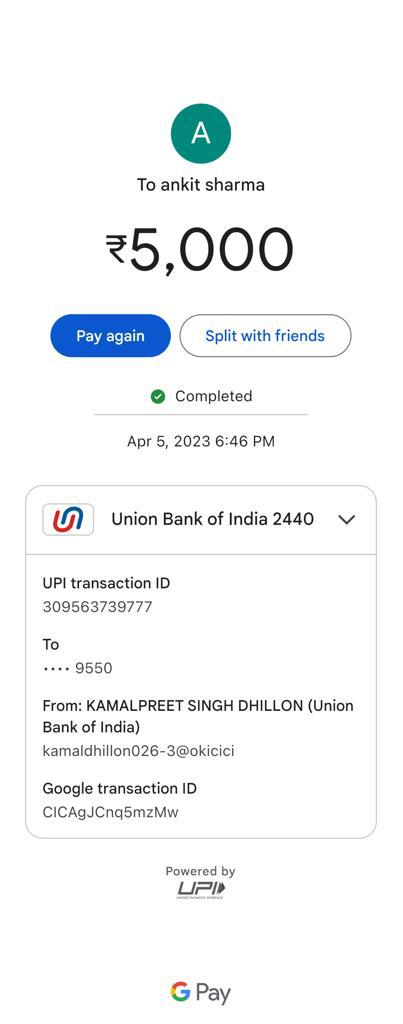 A
To ankit sharma
₹5,000
Pay again
Split with friends
Completed
Apr 5, 2023 6:46 PM
Union Bank of India 2440
UPI transaction ID
309563739777
To
•••• 9550
From: KAMALPREET SINGH DHILLON (Union
Bank of India)
kamaldhillon026-3@okicici
Google transaction ID
CICAgJCnq5mzMw
Powered by
UPI
UNIFIED PAYMENTS INTERFACE
G Pay